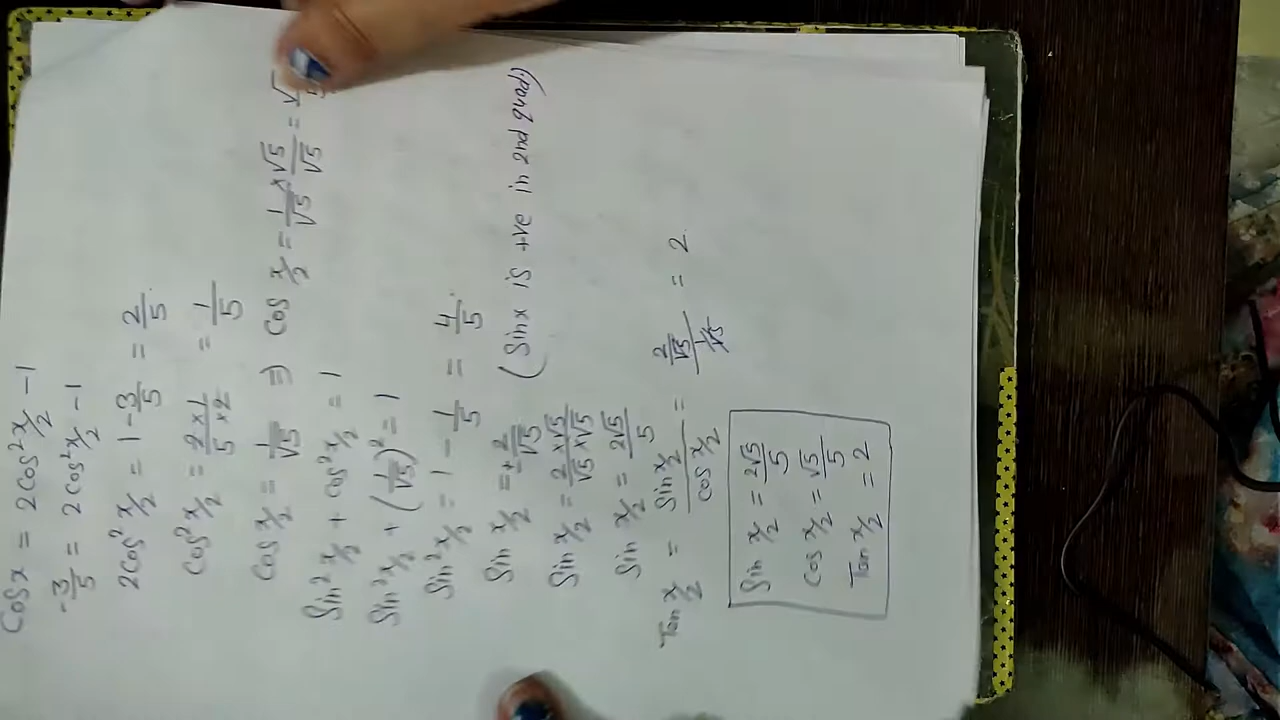 Cosx = 2Cos²x/2 - 1
-3/5 = 2Cos²x/2 - 1
2Cos²x/2 = 1 - 3/5 = 2/5
Cos²x/2 = 2×1/5×2 = 1/5
Cos x/2 = 1/√5 ⇒ Cos x/2 = 1×√5/√5 √5 = √
Sin²x/2 + Cos²x/2 = 1
Sin²x/2 + (1/√5)² = 1
Sin²x/2 = 1 - 1/5 = 4/5
Sin x/2 = ±2/√5 (Sinx is +ve in 2nd quad)
Sin x/2 = 2×√5/√5×√5
Sin x/2 = 2√5/5
Tan x/2 = Sin x/2/Cos x/2 = 2/√5/1/√5 = 2
Sin x/2 = 2√5/5
Cos x/2 = √5/5
Tan x/2 = 2